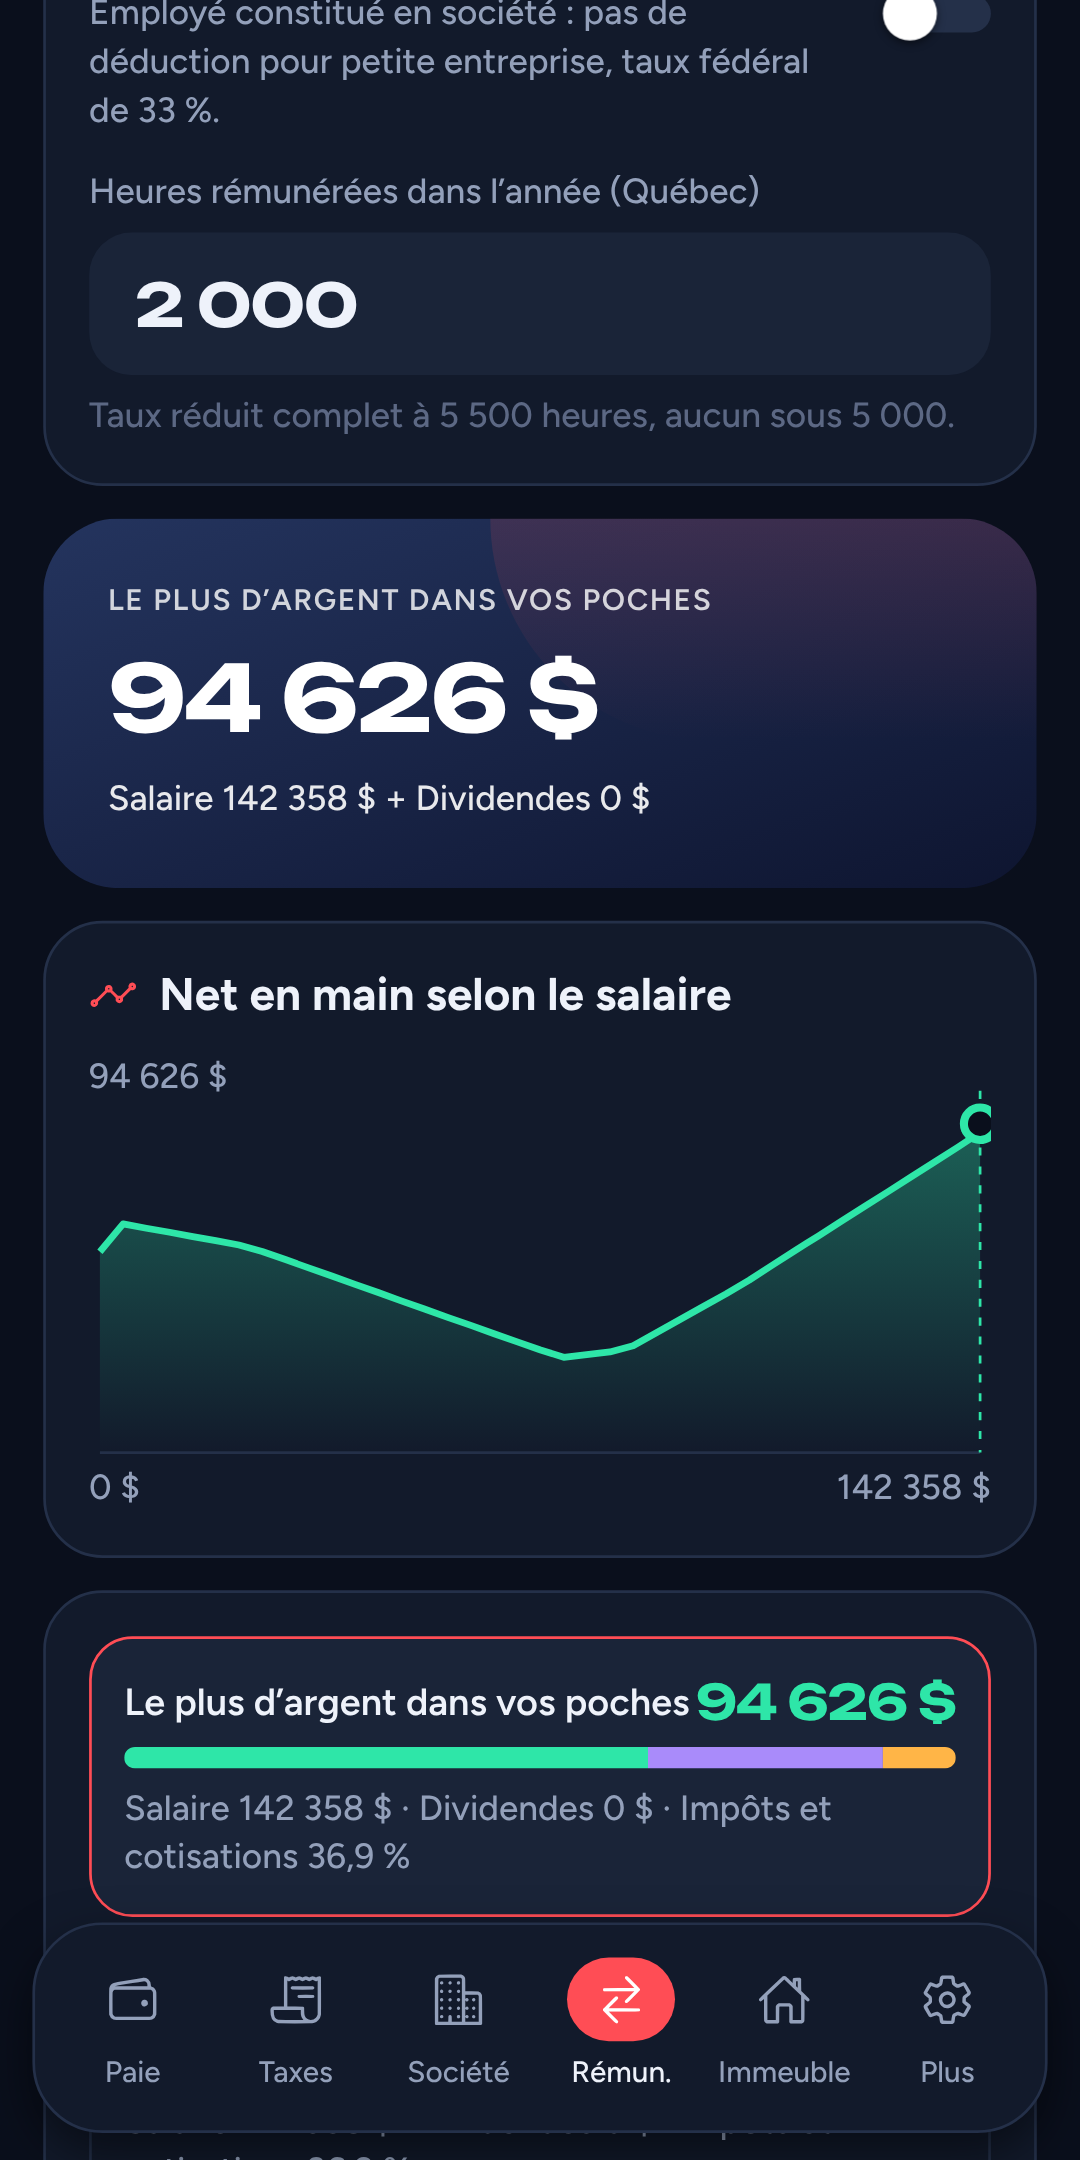 Employé constitué en société : pas de
déduction pour petite entreprise, taux fédéral
de 33 %.
Heures rémunérées dans l’année (Québec)
2 000
Taux réduit complet à 5 500 heures, aucun sous 5 000.
LE PLUS D’ARGENT DANS VOS POCHES
94 626 $
Salaire 142 358 $ + Dividendes 0 $
Net en main selon le salaire
94 626 $
0 $
142 358 $
Le plus d’argent dans vos poches 94 626 $
Salaire 142 358 $ · Dividendes 0 $ · Impôts et
cotisations 36,9 %
Paie
Taxes
Société
Rémun.
Immeuble
Plus